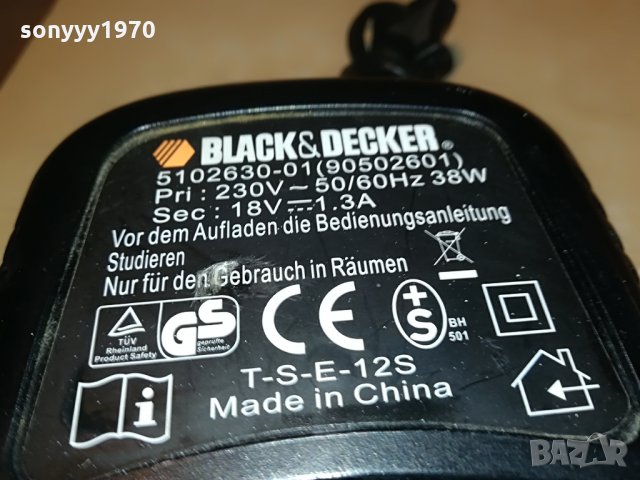 sonyyy1970
BLACK&DECKER®
5102630-01(90502601)
Pri : 230V ~ 50/60Hz 38W
Sec : 18V ⎓ 1.3A
Vor dem Aufladen die Bedienungsanleitung
Studieren
Nur für den Gebrauch in Räumen
TÜV
Rheinland
Product Safety
GS
geprüfte
Sicherheit
CE
+S
BH
501
i
T-S-E-12S
Made in China
BAZAR